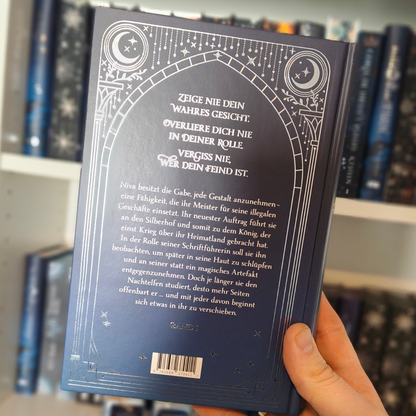 ZEIGE NIE DEIN
WAHRES GESICHT.
VERLIERE DICH NIE
IN DEINER ROLLE.
VERGISS NIE,
WER DEIN FEIND IST.
Niva besitzt die Gabe, jede Gestalt anzunehmen –
eine Fähigkeit, die ihr Meister für seine illegalen
Geschäfte einsetzt. Ihr neuester Auftrag führt sie
an den Silberhof und somit zu dem König, der
einst Krieg über ihr Heimatland gebracht hat.
In der Rolle seiner Schriftführerin soll sie ihn
beobachten, um später in seine Haut zu schlüpfen
und an seiner statt ein magisches Artefakt
entgegenzunehmen. Doch je länger sie den
Nachtelfen studiert, desto mehr Seiten
offenbart er ... und mit jeder davon beginnt
sich etwas in ihr zu verschieben.